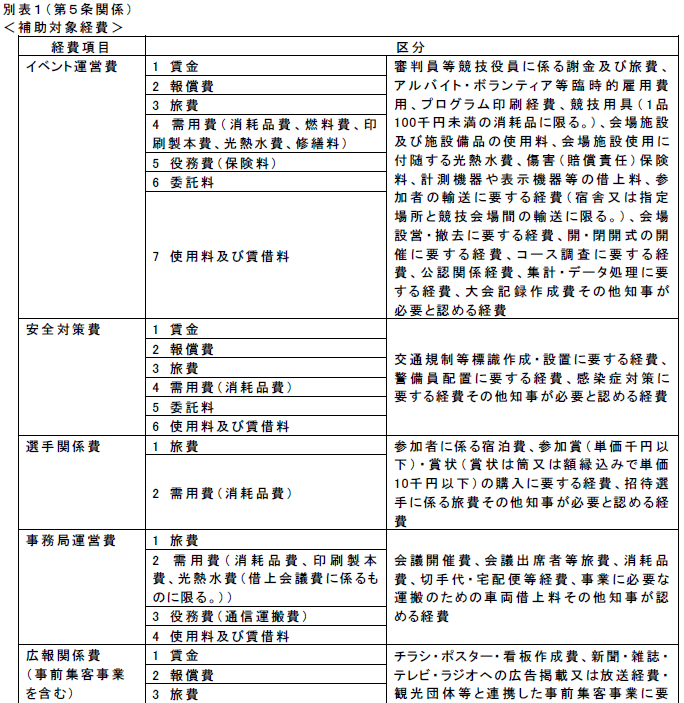 別表１（第５条関係）
＜補助対象経費＞
経費項目
区分
イベント運営費
1 賃金
2 報償費
3 旅費
4 需用費（消耗品費、燃料費、印
刷製本費、光熱水費、修繕料）
5 役務費（保険料）
6 委託料
7 使用料及び賃借料
審判員等競技役員に係る謝金及び旅費、
アルバイト・ボランティア等臨時的雇用費
用、プログラム印刷経費、競技用具（1品
100千円未満の消耗品に限る。）、会場施設
及び施設備品の使用料、会場施設使用に
付随する光熱水費、傷害（賠償責任）保険
料、計測機器や表示機器等の借上料、参
加者の輸送に要する経費（宿舎又は指定
場所と競技会場間の輸送に限る。）、会場
設営・撤去に要する経費、開・閉開式の開
催に要する経費、コース調査に要する経
費、公認関係経費、集計・データ処理に要
する経費、大会記録作成費その他知事が
必要と認める経費
安全対策費
1 賃金
2 報償費
3 旅費
4 需用費（消耗品費）
5 委託料
6 使用料及び賃借料
交通規制等標識作成・設置に要する経費、
警備員配置に要する経費、感染症対策に
要する経費その他知事が必要と認める経費
選手関係費
1 旅費
2 需用費（消耗品費）
参加者に係る宿泊費、参加賞（単価千円以
下）・賞状（賞状は筒又は額縁込みで単価
10千円以下）の購入に要する経費、招待選
手に係る旅費その他知事が必要と認める経
費
事務局運営費
1 旅費
2 需用費（消耗品費、印刷製本
費、光熱水費（借上会議費に係るも
のに限る。））
3 役務費（通信運搬費）
4 使用料及び賃借料
会議開催費、会議出席者等旅費、消耗品
費、切手代・宅配便等経費、事業に必要な
運搬のための車両借上料その他知事が認
める経費
広報関係費
（事前集客事業
を含む）
1 賃金
2 報償費
3 旅費
チラシ・ポスター・看板作成費、新聞・雑誌・
テレビ・ラジオへの広告掲載又は放送経費・
観光団体等と連携した事前集客事業に要